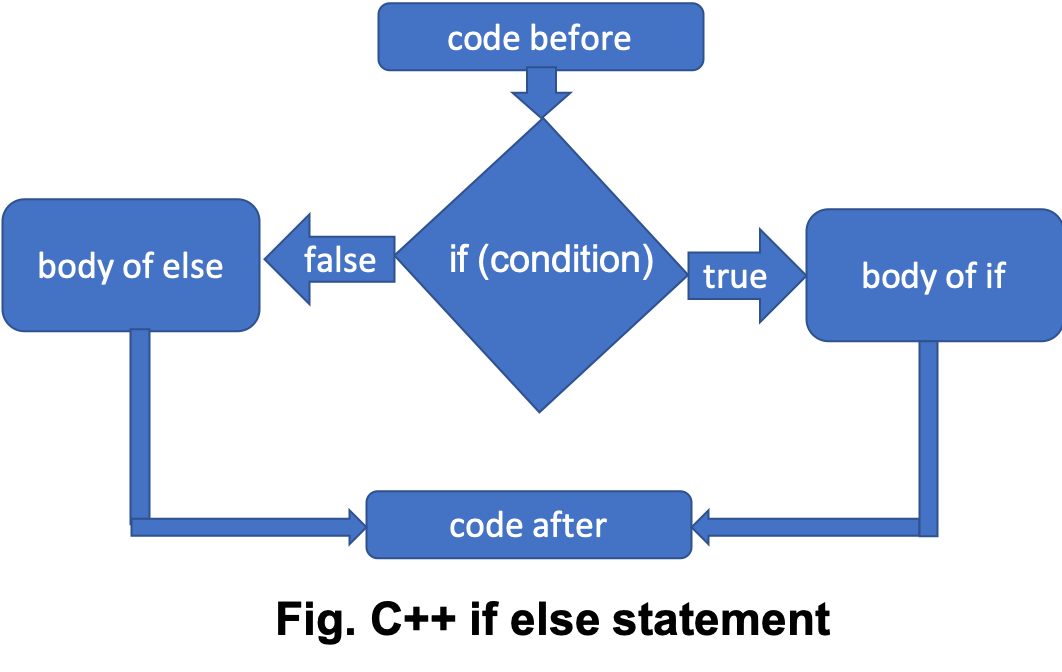 code before
if (condition)
false
true
body of else
body of if
code after
Fig. C++ if else statement